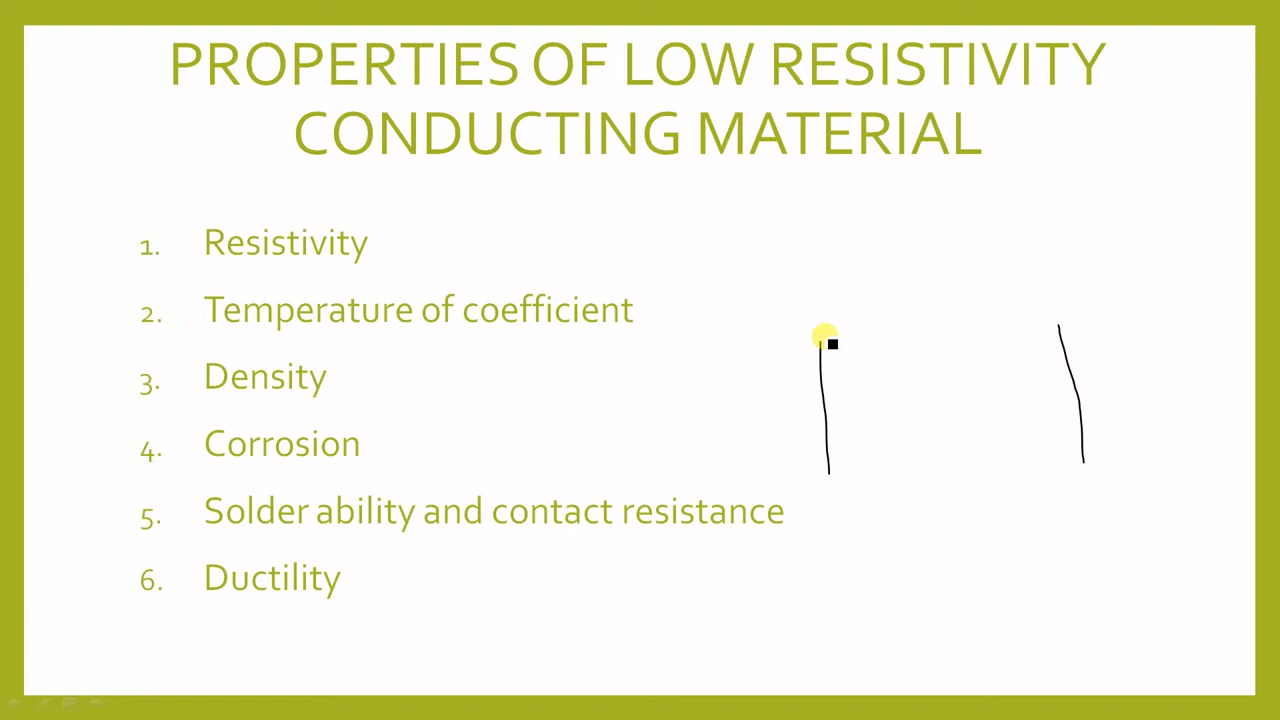 PROPERTIES OF LOW RESISTIVITY
CONDUCTING MATERIAL
1. Resistivity
2. Temperature of coefficient
3. Density
4. Corrosion
5. Solder ability and contact resistance
6. Ductility